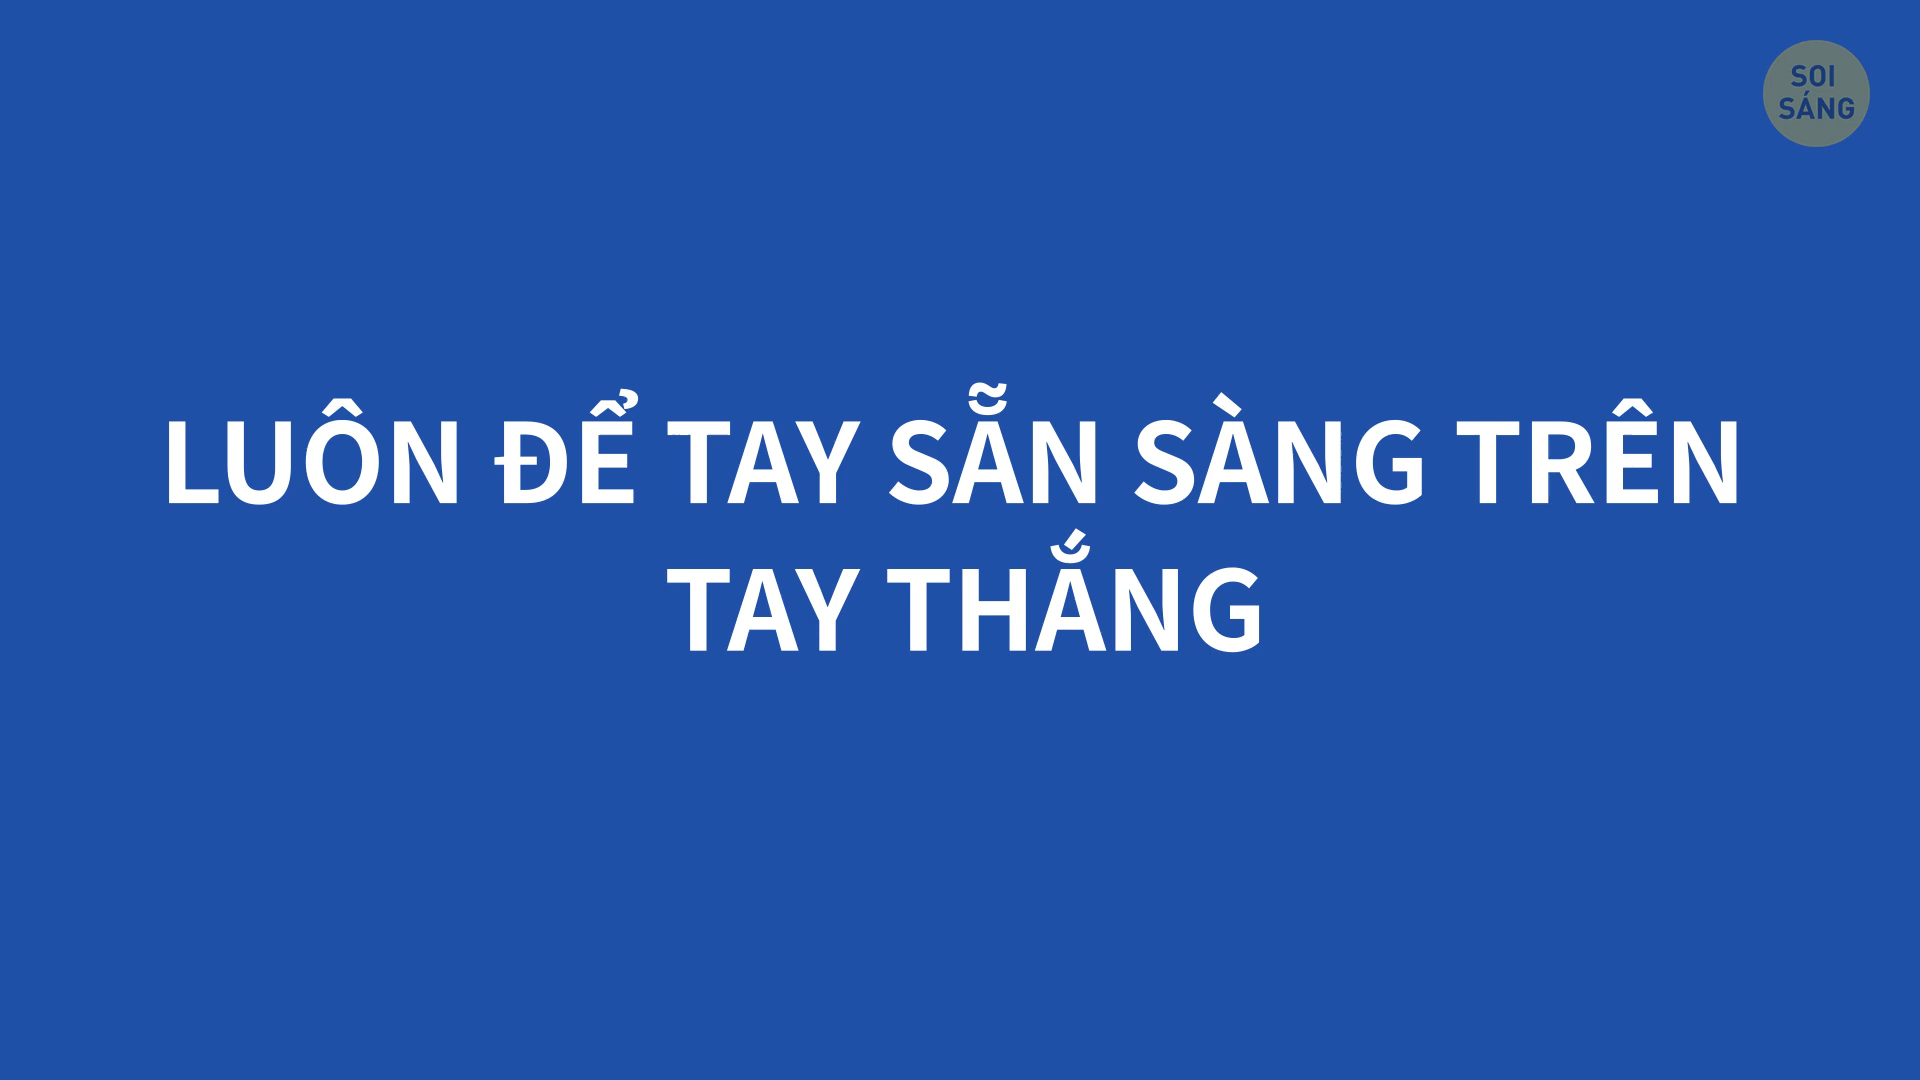 SOI
SÁNG
LUÔN ĐỂ TAY SẴN SÀNG TRÊN
TAY THẮNG